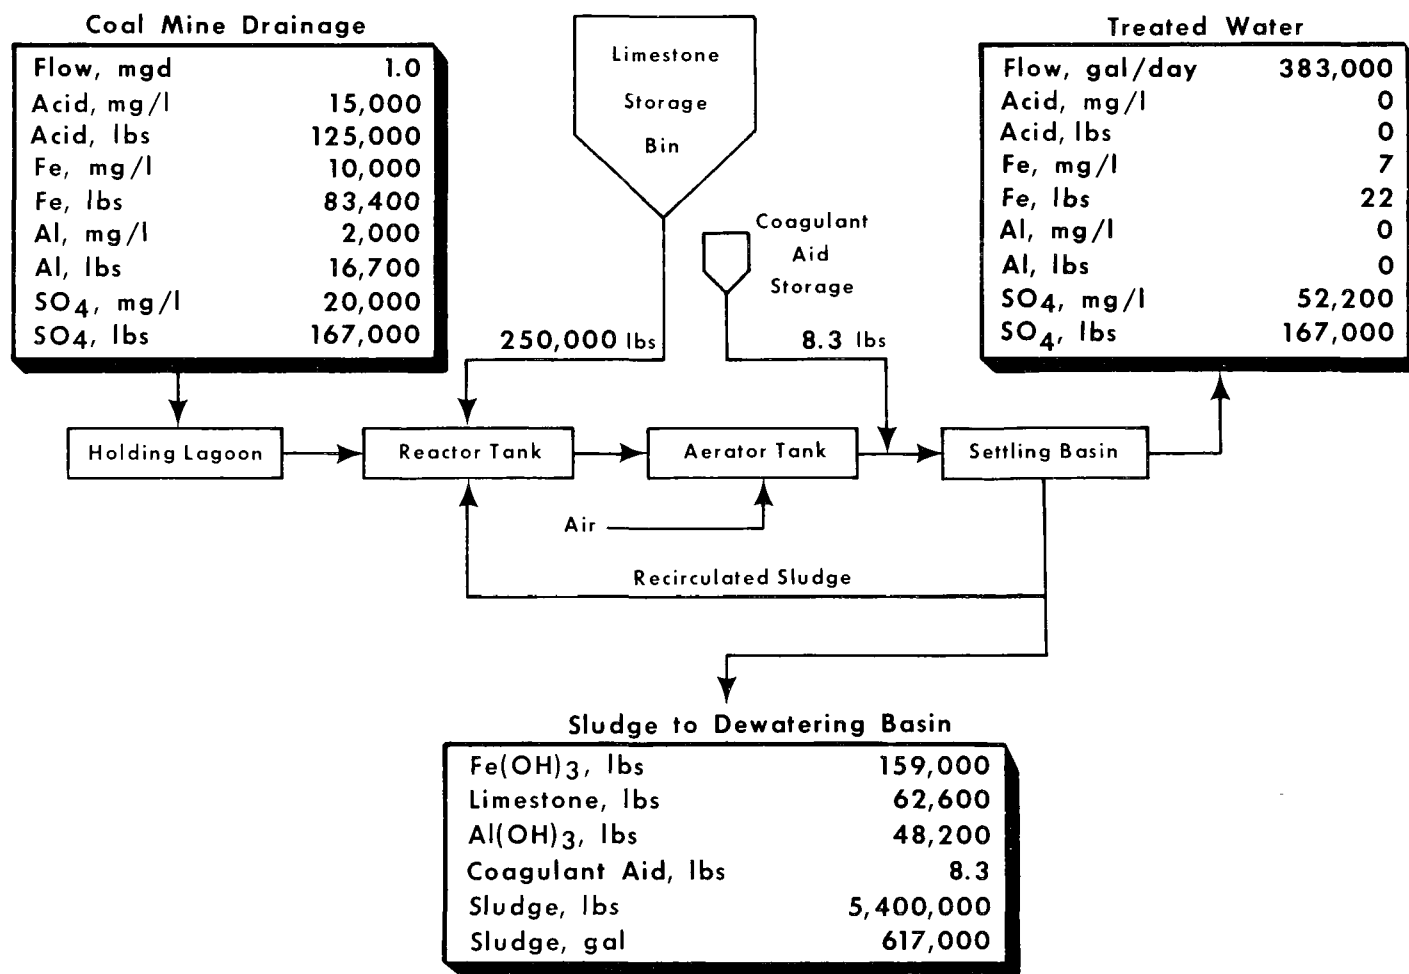 Coal Mine Drainage
Flow, mgd 1.0
Acid, mg/l 15,000
Acid, lbs 125,000
Fe, mg/l 10,000
Fe, lbs 83,400
Al, mg/l 2,000
Al, lbs 16,700
SO4, mg/l 20,000
SO4, lbs 167,000
Limestone
Storage
Bin
Coagulant
Aid
Storage
250,000 lbs
8.3 lbs
Treated Water
Flow, gal/day 383,000
Acid, mg/l 0
Acid, lbs 0
Fe, mg/l 7
Fe, lbs 22
Al, mg/l 0
Al, lbs 0
SO4, mg/l 52,200
SO4, lbs 167,000
Holding Lagoon
Reactor Tank
Aerator Tank
Settling Basin
Air
Recirculated Sludge
Sludge to Dewatering Basin
Fe(OH)3, lbs 159,000
Limestone, lbs 62,600
Al(OH)3, lbs 48,200
Coagulant Aid, lbs 8.3
Sludge, lbs 5,400,000
Sludge, gal 617,000